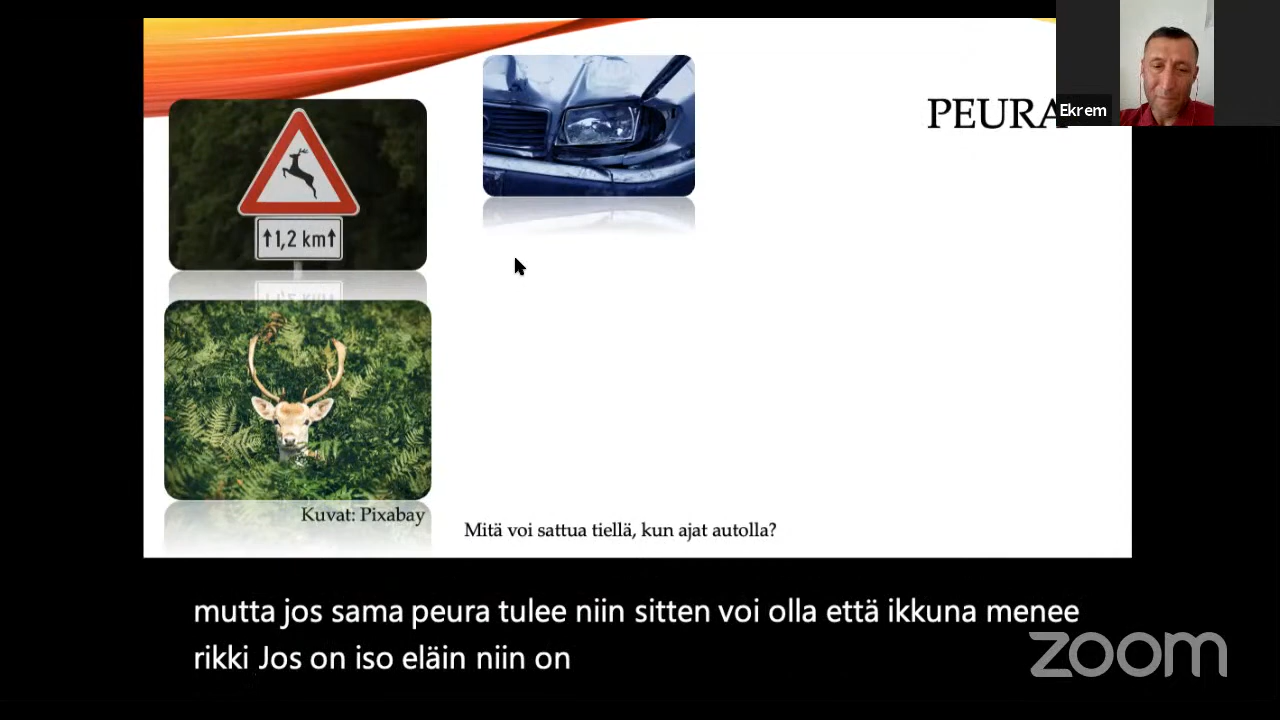 PEURA
Ekrem
↑1,2 km↑
Kuvat: Pixabay
Mitä voi sattua tiellä, kun ajat autolla?
mutta jos sama peura tulee niin sitten voi olla että ikkuna menee
rikki Jos on iso eläin niin on
zoom